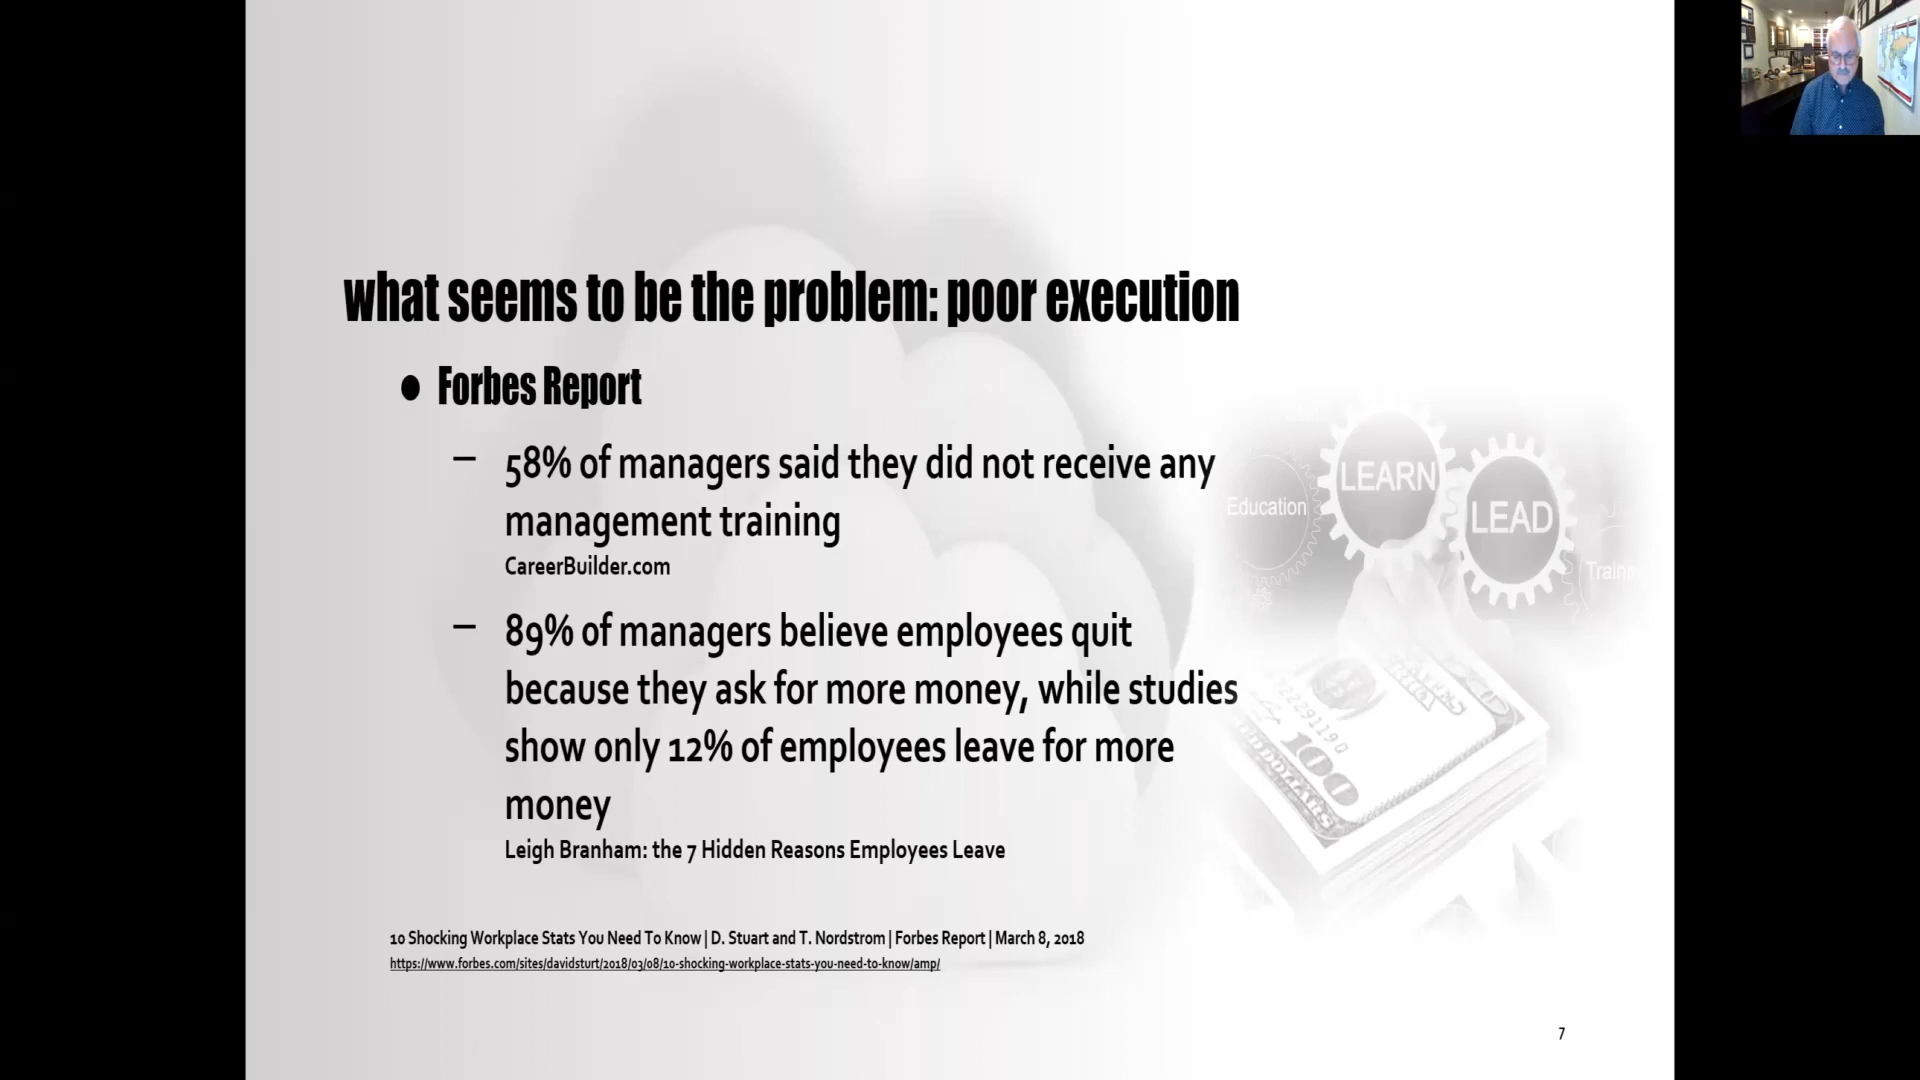 what seems to be the problem: poor execution
● Forbes Report
– 58% of managers said they did not receive any
management training
CareerBuilder.com
– 89% of managers believe employees quit
because they ask for more money, while studies
show only 12% of employees leave for more
money
Leigh Branham: the 7 Hidden Reasons Employees Leave
Education
LEARN
LEAD
100
10 Shocking Workplace Stats You Need To Know | D. Stuart and T. Nordstrom | Forbes Report | March 8, 2018
https://www.forbes.com/sites/davidsturt/2018/03/08/10-shocking-workplace-stats-you-need-to-know/amp/
7